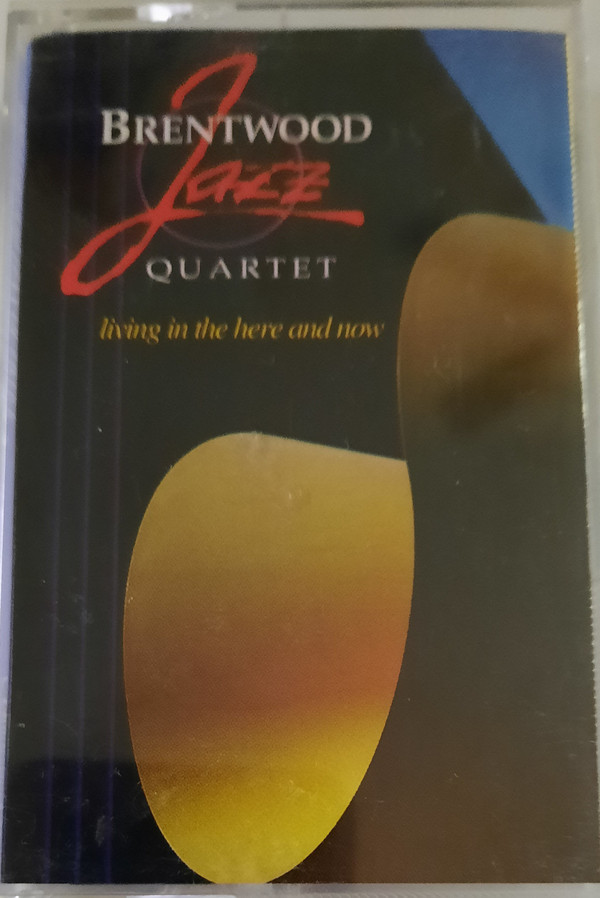 BRENTWOOD
Jazz
QUARTET
living in the here and now